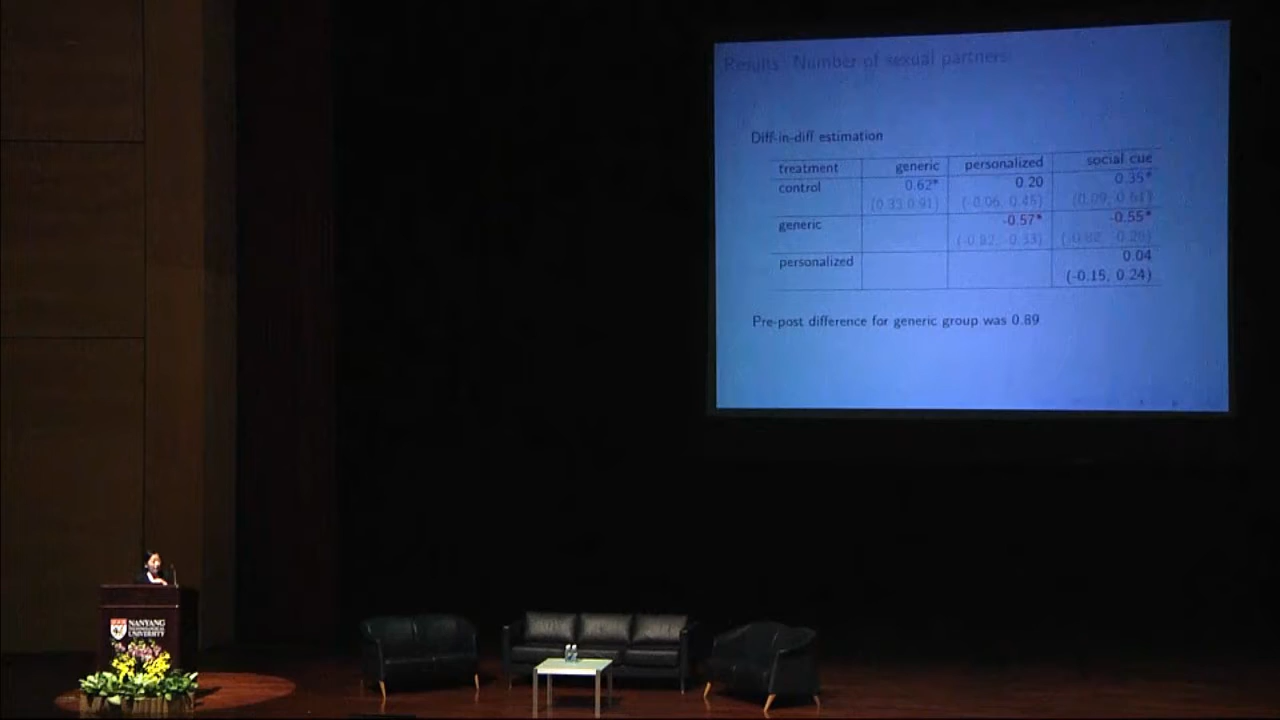 Results: Number of sexual partners
Diff-in-diff estimation
treatment generic personalized social cue
control 0.62* 0.20 0.35*
(0.33 0.91) (-0.06, 0.46) (0.09, 0.61)
generic -0.57* -0.55*
(-0.82, -0.33) (-0.82, -0.28)
personalized 0.04
(-0.15, 0.24)
Pre-post difference for generic group was 0.89
NANYANG
TECHNOLOGICAL
UNIVERSITY